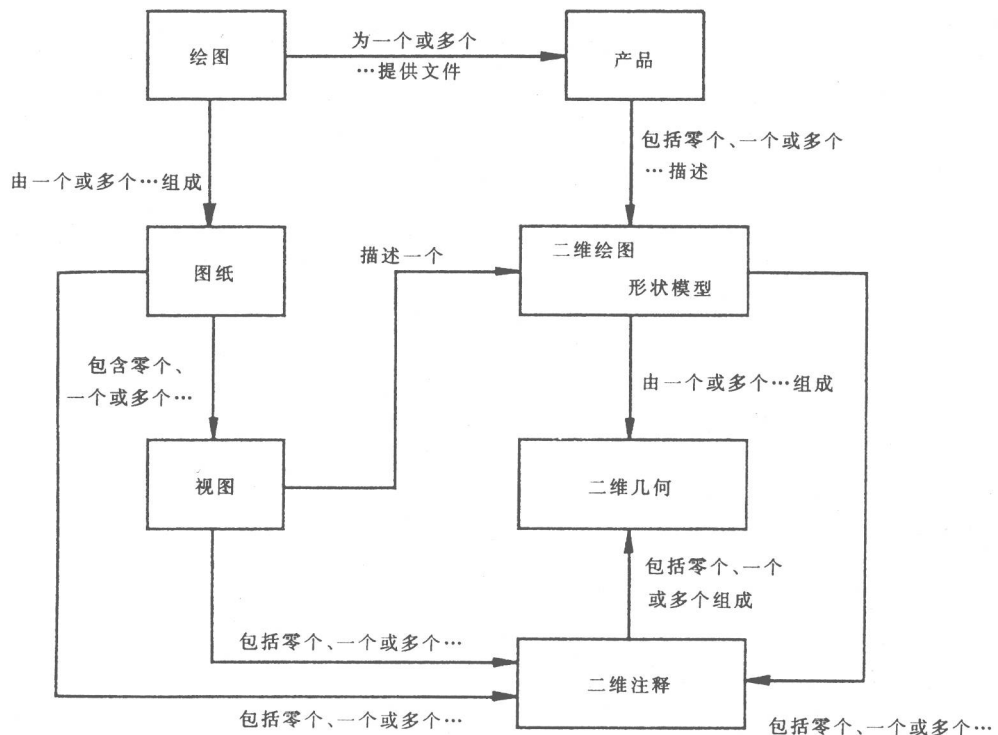 绘图
为一个或多个
…提供文件
产品
包括零个、一个或多个
…描述
由一个或多个…组成
图纸
描述一个
二维绘图
形状模型
包含零个、
一个或多个…
由一个或多个…组成
视图
二维几何
包括零个、一个
或多个组成
包括零个、一个或多个…
二维注释
包括零个、一个或多个…
包括零个、一个或多个…